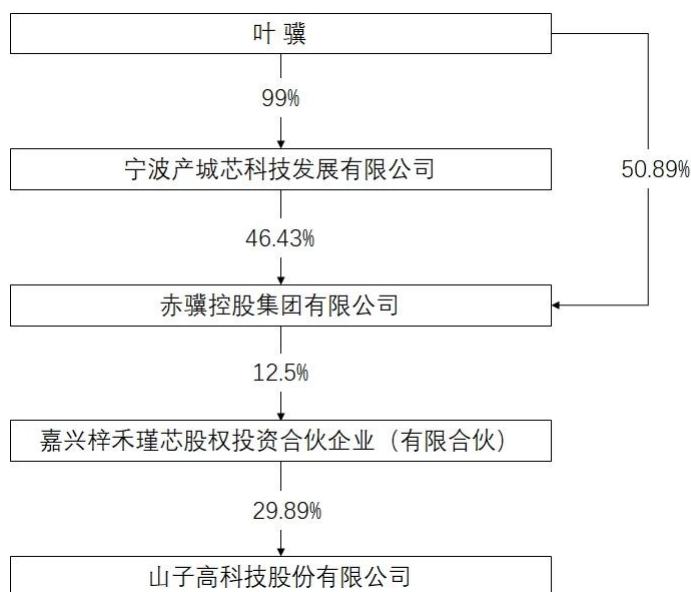 叶 骥
99%
宁波产城芯科技发展有限公司
50.89%
46.43%
赤骥控股集团有限公司
12.5%
嘉兴梓禾瑾芯股权投资合伙企业（有限合伙）
29.89%
山子高科技股份有限公司